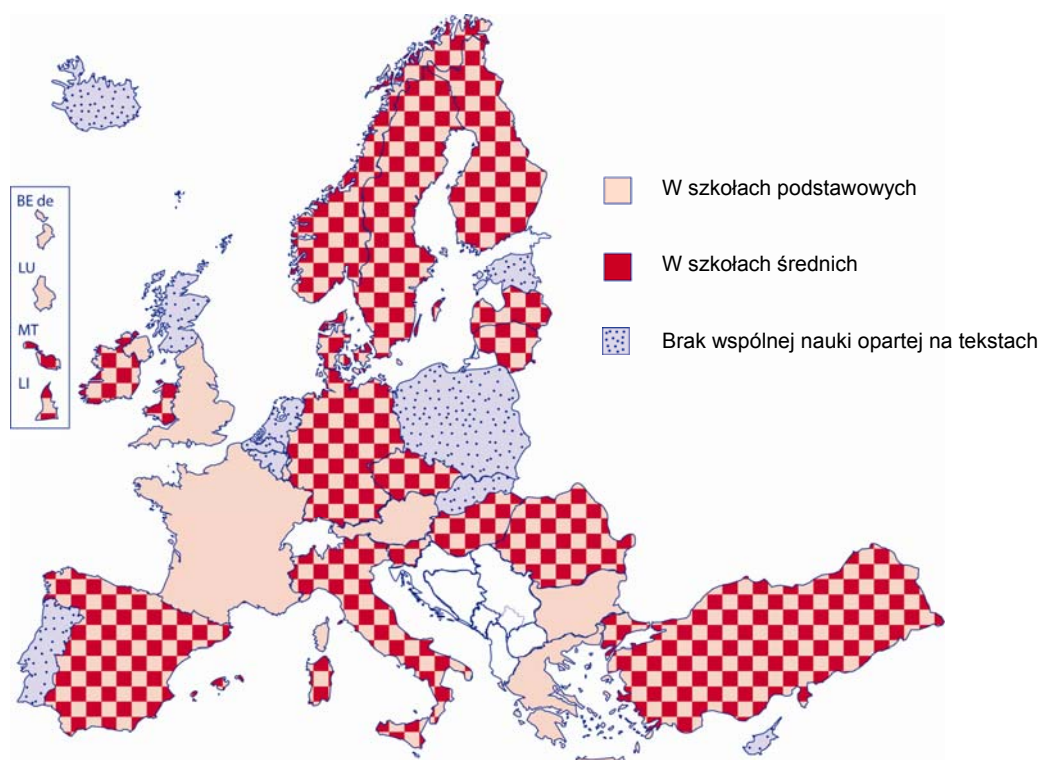 BE de
LU
MT
LI
W szkołach podstawowych
W szkołach średnich
Brak wspólnej nauki opartej na tekstach